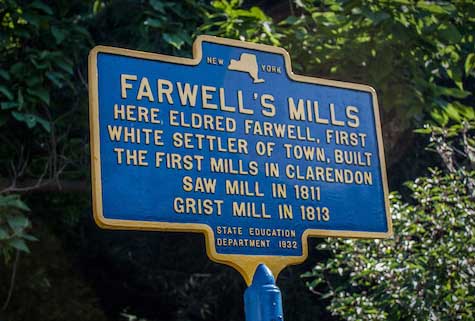 NEW YORK
FARWELL'S MILLS
HERE, ELDRED FARWELL, FIRST
WHITE SETTLER OF TOWN, BUILT
THE FIRST MILLS IN CLARENDON
SAW MILL IN 1811
GRIST MILL IN 1813
STATE EDUCATION
DEPARTMENT 1932